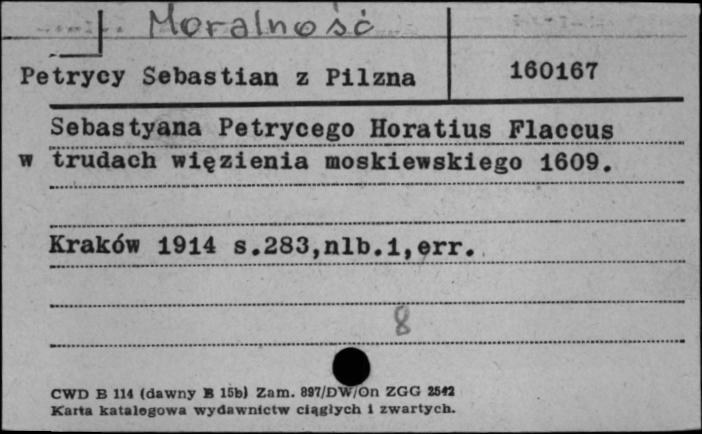 Moralność
Petrycy Sebastian z Pilzna 160167
Sebastyana Petrycego Horatius Flaccus
w trudach więzienia moskiewskiego 1609.
Kraków 1914 s.283,nlb.1,err.
8
CWD B 114 (dawny B 15b) Zam. 897/DW/On ZGG 2542
Karta katalogowa wydawnictw ciągłych i zwartych.